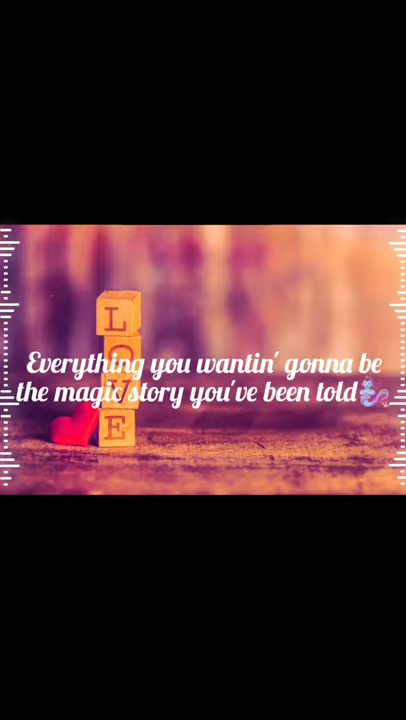 L
O
V
E
Everything you wantin' gonna be
the magic story you've been told🧞‍♂️